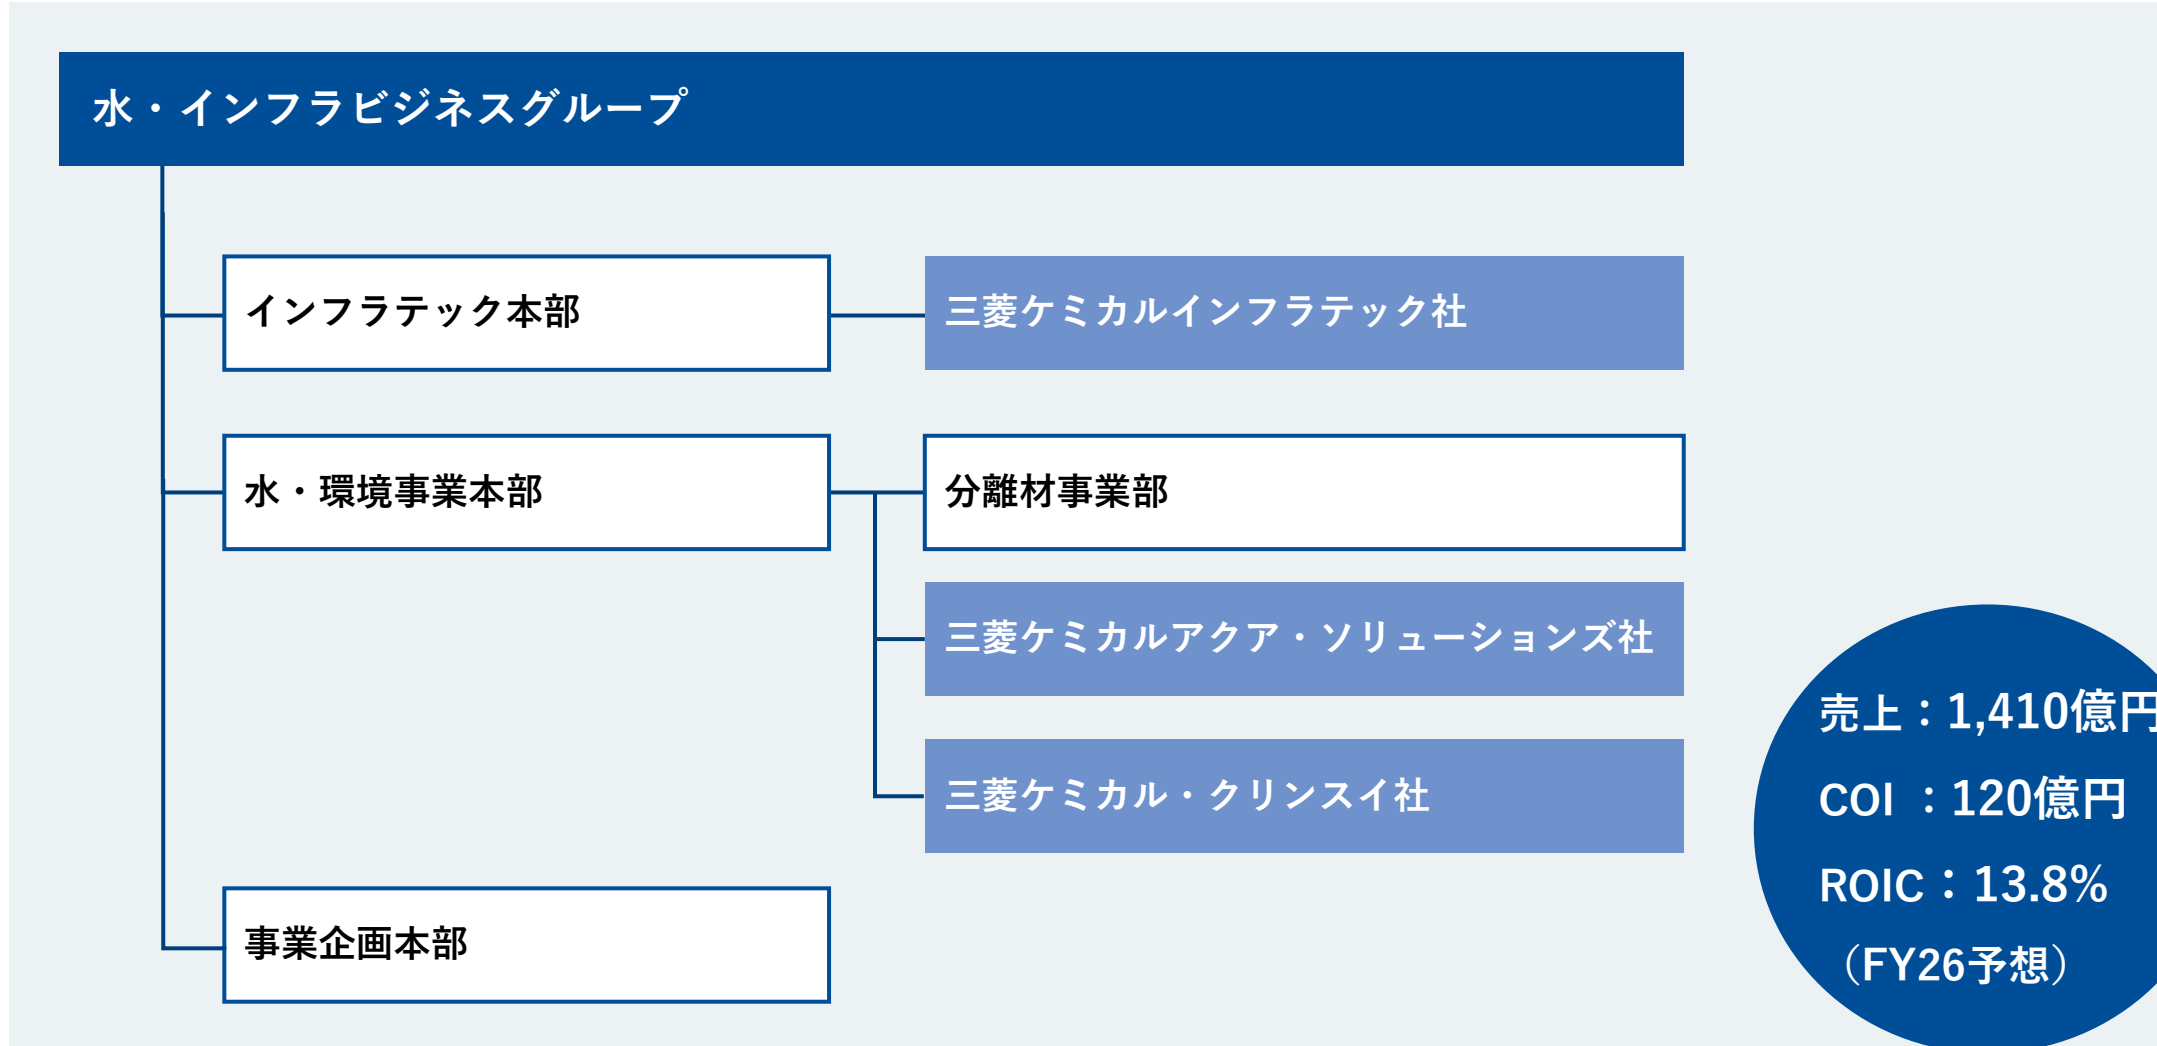 水・インフラビジネスグループ
インフラテック本部
三菱ケミカルインフラテック社
水・環境事業本部
分離材事業部
三菱ケミカルアクア・ソリューションズ社
三菱ケミカル・クリンスイ社
事業企画本部
売上：1,410億円
COI ：120億円
ROIC：13.8%
（FY26予想）